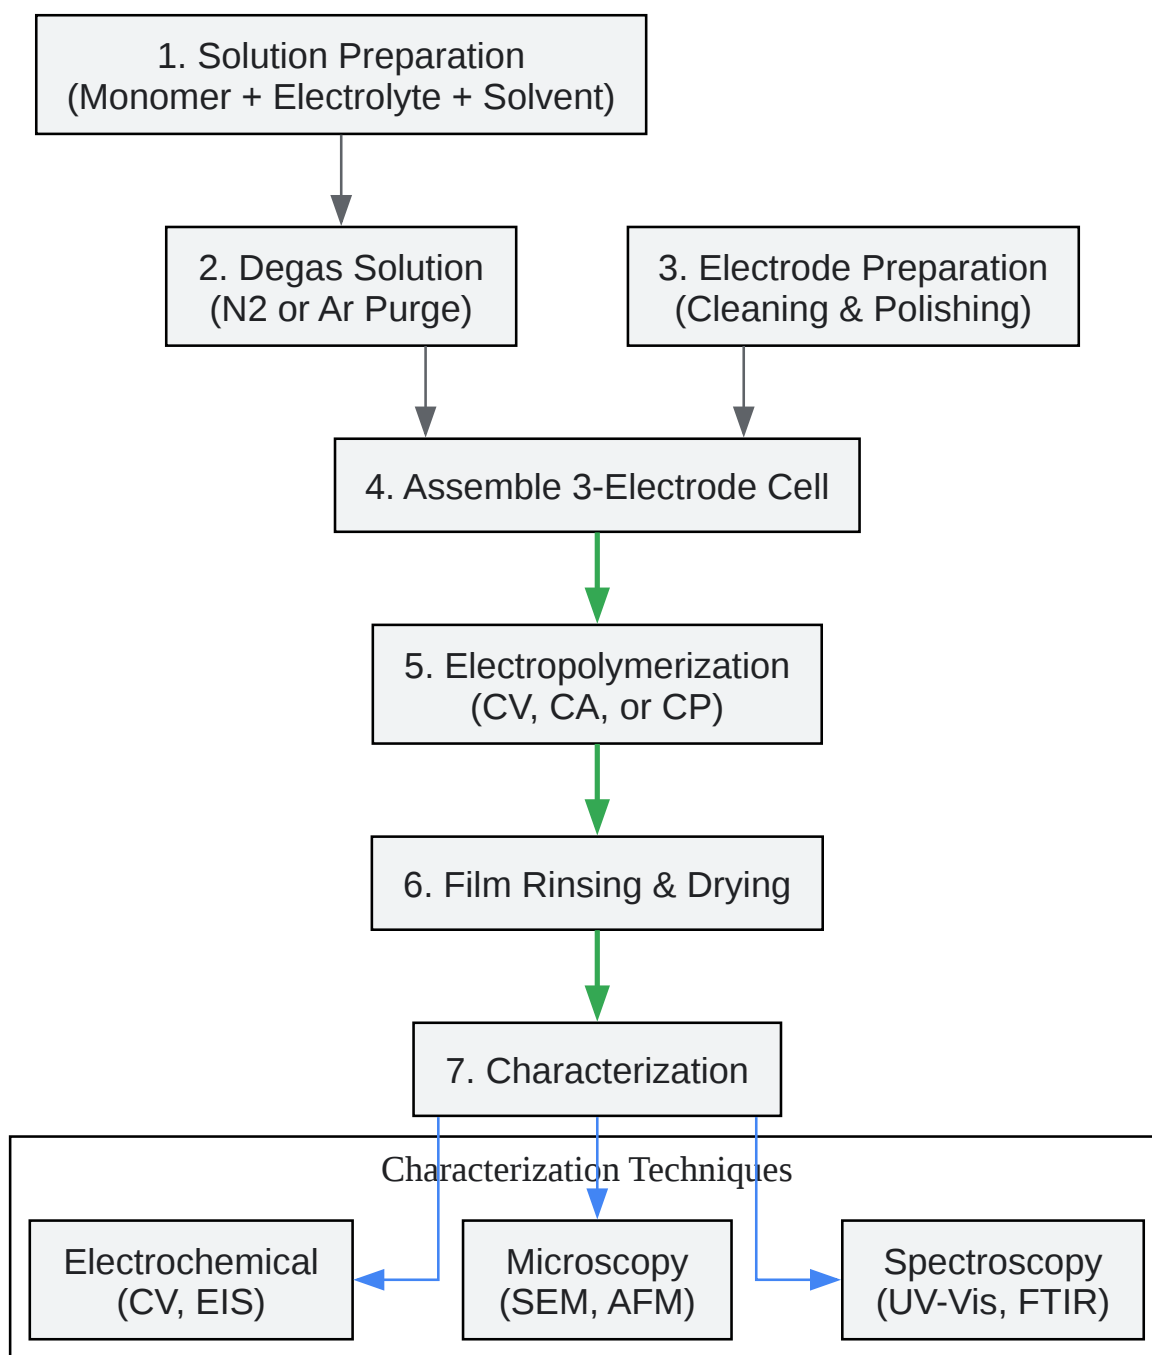 1. Solution Preparation
(Monomer + Electrolyte + Solvent)
2. Degas Solution
(N2 or Ar Purge)
3. Electrode Preparation
(Cleaning & Polishing)
4. Assemble 3-Electrode Cell
5. Electropolymerization
(CV, CA, or CP)
6. Film Rinsing & Drying
7. Characterization
Characterization Techniques
Electrochemical
(CV, EIS)
Microscopy
(SEM, AFM)
Spectroscopy
(UV-Vis, FTIR)